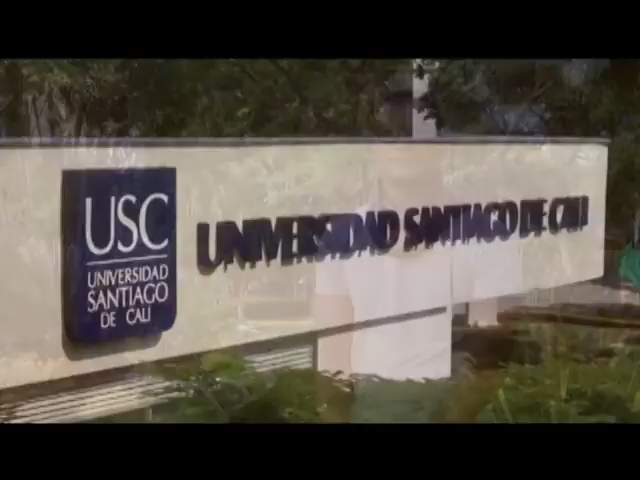 USC
UNIVERSIDAD
SANTIAGO
DE CALI
UNIVERSIDAD SANTIAGO DE CALI